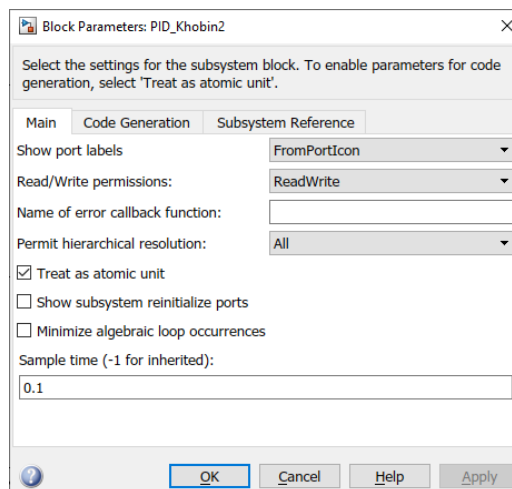 Block Parameters: PID_Khobin2
Select the settings for the subsystem block. To enable parameters for code
generation, select 'Treat as atomic unit'.
Main Code Generation Subsystem Reference
Show port labels FromPortIcon
Read/Write permissions: ReadWrite
Name of error callback function:
Permit hierarchical resolution: All
Treat as atomic unit
Show subsystem reinitialize ports
Minimize algebraic loop occurrences
Sample time (-1 for inherited):
0.1
OK Cancel Help Apply